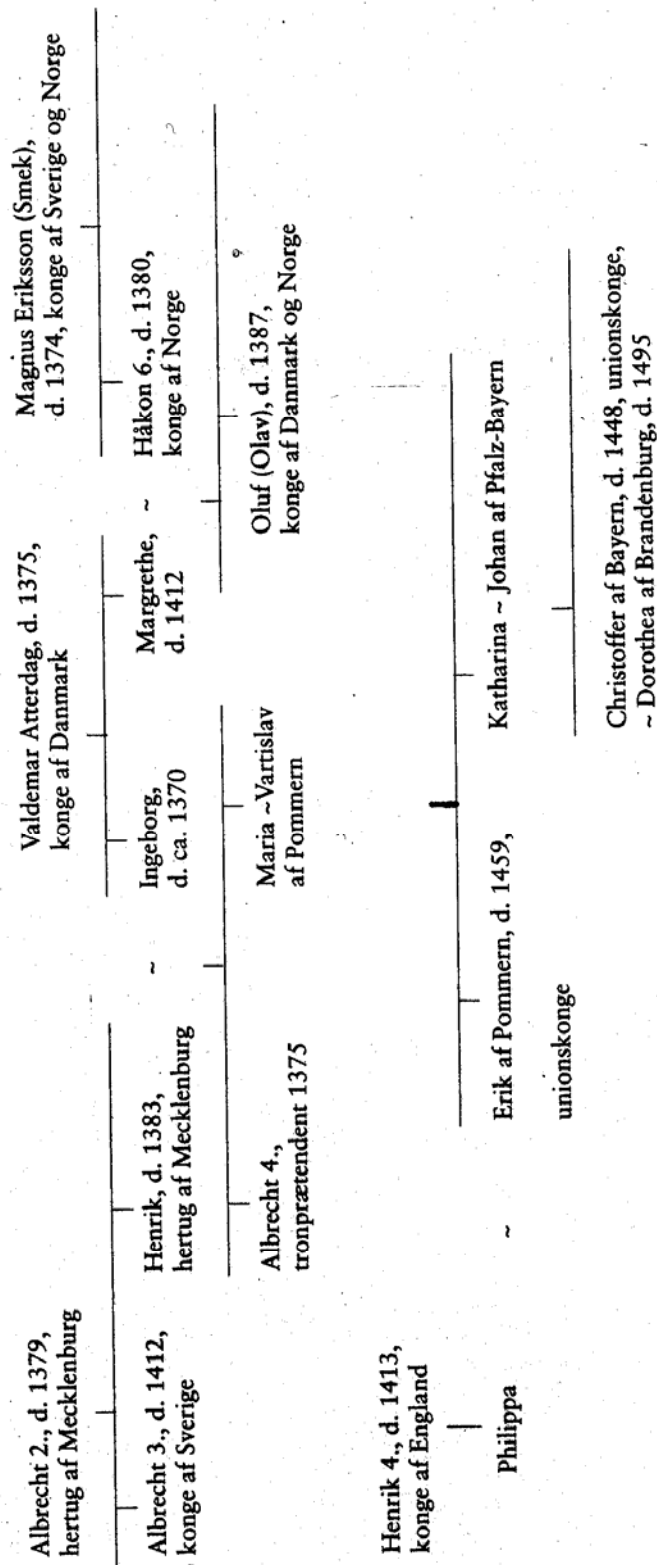 Albrecht 2., d. 1379,
hertug af Mecklenburg
Valdemar Atterdag, d. 1375,
konge af Danmark
Magnus Eriksson (Smek),
d. 1374, konge af Sverige og Norge
Albrecht 3., d. 1412,
konge af Sverige
Henrik, d. 1383,
hertug af Mecklenburg
~
Ingeborg,
d. ca. 1370
Margrethe,
d. 1412
~
Håkon 6., d. 1380,
konge af Norge
Albrecht 4.,
tronprætendent 1375
Maria ~Vartislav
af Pommern
Oluf (Olav), d. 1387,
konge af Danmark og Norge
Henrik 4., d. 1413,
konge af England
Philippa
~
Erik af Pommern, d. 1459,
unionskonge
Katharina ~ Johan af Pfalz-Bayern
Christoffer af Bayern, d. 1448, unionskonge,
~ Dorothea af Brandenburg, d. 1495